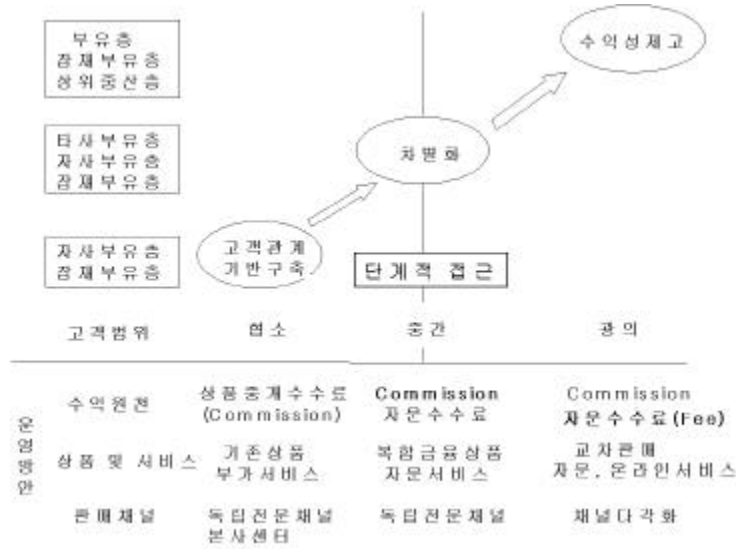 부유층
잠재부유층
상위중산층
수익성제고
타사부유층
자사부유층
잠재부유층
차별화
자사부유층
잠재부유층
고객관계
기반구축
단계적 접근
고객범위 협소 중간 광의
운영방안
수익원천 상품중개수수료 (Commission) Commission 자문수수료 Commission 자문수수료(Fee)
상품 및 서비스 기존상품 부가서비스 복합금융상품 자문서비스 교차판매 자문, 온라인서비스
판매채널 독립전문채널 본사센터 독립전문채널 채널다각화